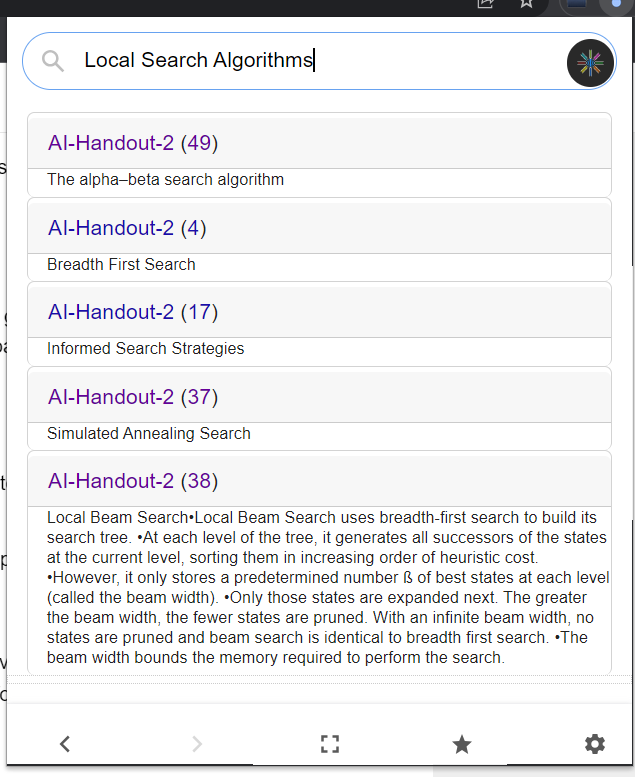 Local Search Algorithms
AI-Handout-2 (49)
The alpha–beta search algorithm
AI-Handout-2 (4)
Breadth First Search
AI-Handout-2 (17)
Informed Search Strategies
AI-Handout-2 (37)
Simulated Annealing Search
AI-Handout-2 (38)
Local Beam Search•Local Beam Search uses breadth-first search to build its
search tree. •At each level of the tree, it generates all successors of the states
at the current level, sorting them in increasing order of heuristic cost.
•However, it only stores a predetermined number ß of best states at each level
(called the beam width). •Only those states are expanded next. The greater
the beam width, the fewer states are pruned. With an infinite beam width, no
states are pruned and beam search is identical to breadth first search. •The
beam width bounds the memory required to perform the search.